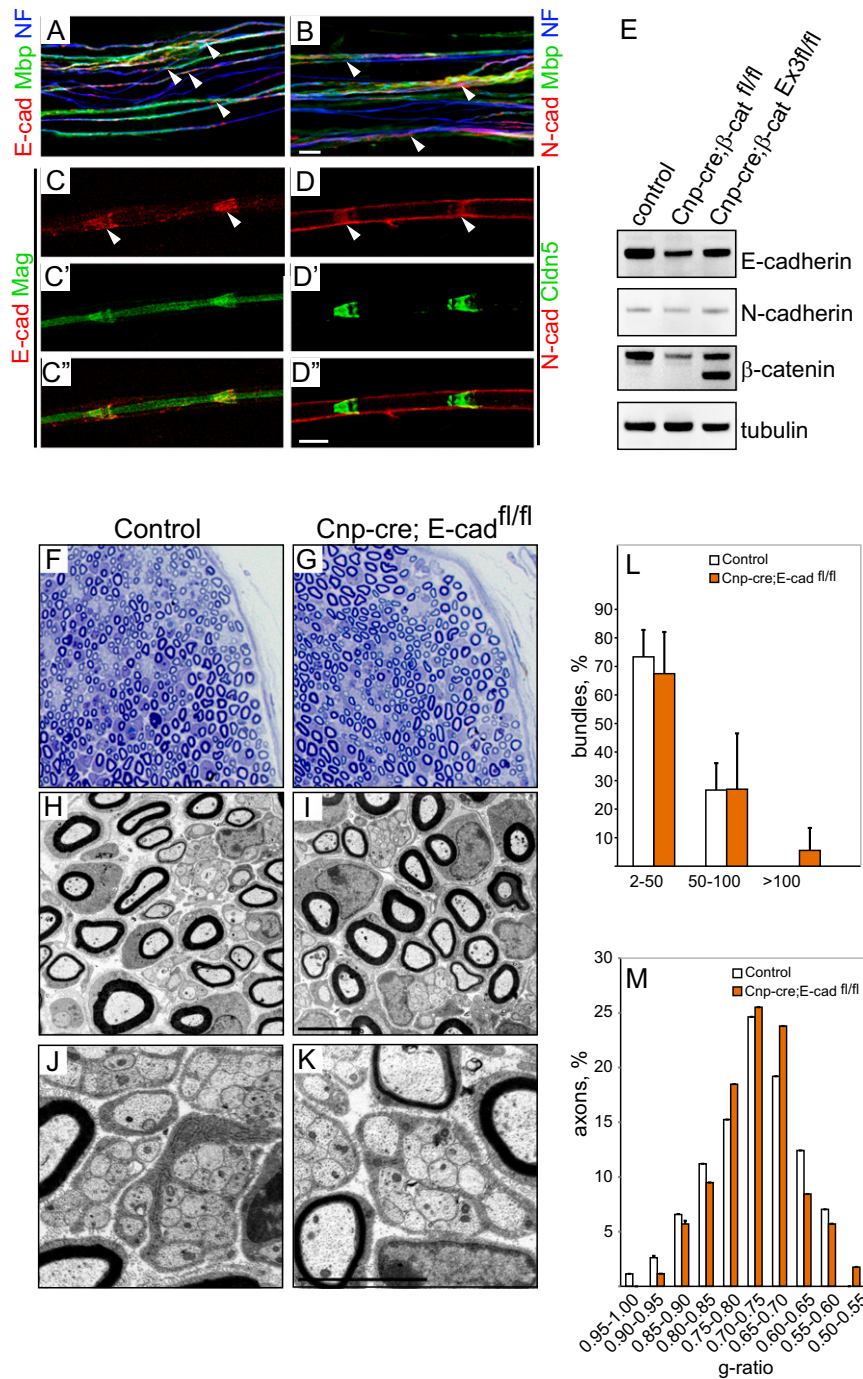 A
B
E-cad Mbp NF
N-cad Mbp NF
C
D
C'
D'
C"
D"
E-cad Mag
N-cad Cldn5
E
control
Cnp-cre;β-cat fl/fl
Cnp-cre;β-cat Ex3fl/fl
E-cadherin
N-cadherin
β-catenin
tubulin
Control
Cnp-cre; E-cad fl/fl
F
G
H
I
J
K
L
Control
Cnp-cre;E-cad fl/fl
bundles, %
90
80
70
60
50
40
30
20
10
2-50
50-100
>100
M
Control
Cnp-cre;E-cad fl/fl
axons, %
30
25
20
15
10
5
0.95-1.00
0.90-0.95
0.85-0.90
0.80-0.85
0.75-0.80
0.70-0.75
0.65-0.70
0.60-0.65
0.55-0.60
0.50-0.55
g-ratio